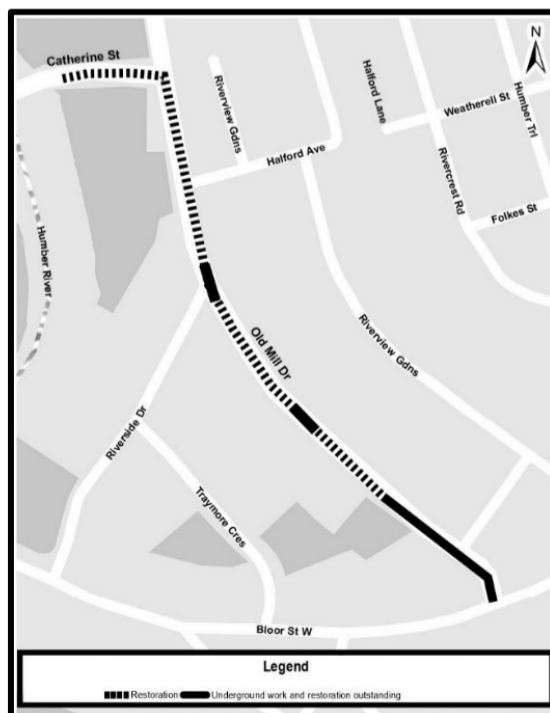 Catherine St
N
Riverview Gdns
Halford Lane
Humber Trl
Weatherell St
Halford Ave
Rivercrest Rd
Folkes St
Humber River
Old Mill Dr
Riverview Gdns
Riverside Dr
Traymore Cres
Bloor St W
Legend
Restoration Underground work and restoration outstanding